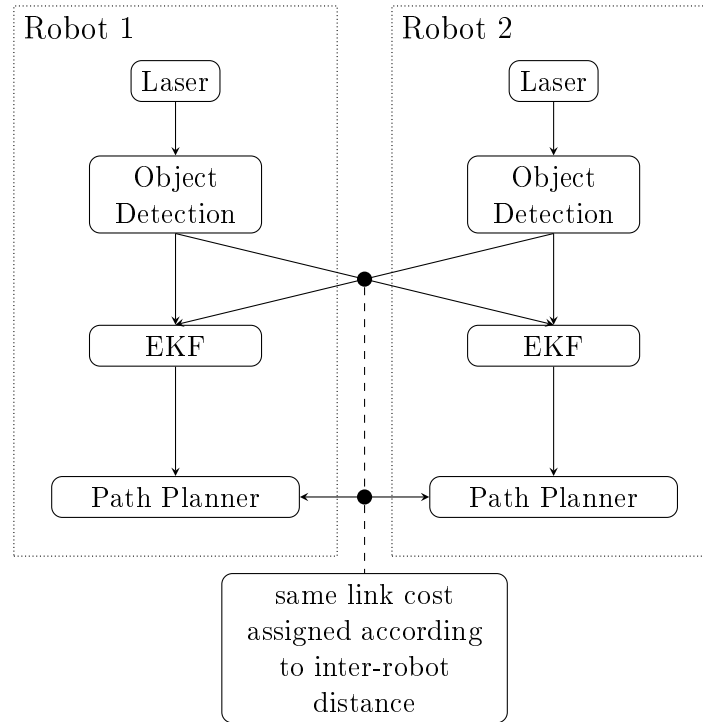 Robot 1
Laser
Object
Detection
EKF
Path Planner
Robot 2
Laser
Object
Detection
EKF
Path Planner
same link cost
assigned according
to inter-robot
distance